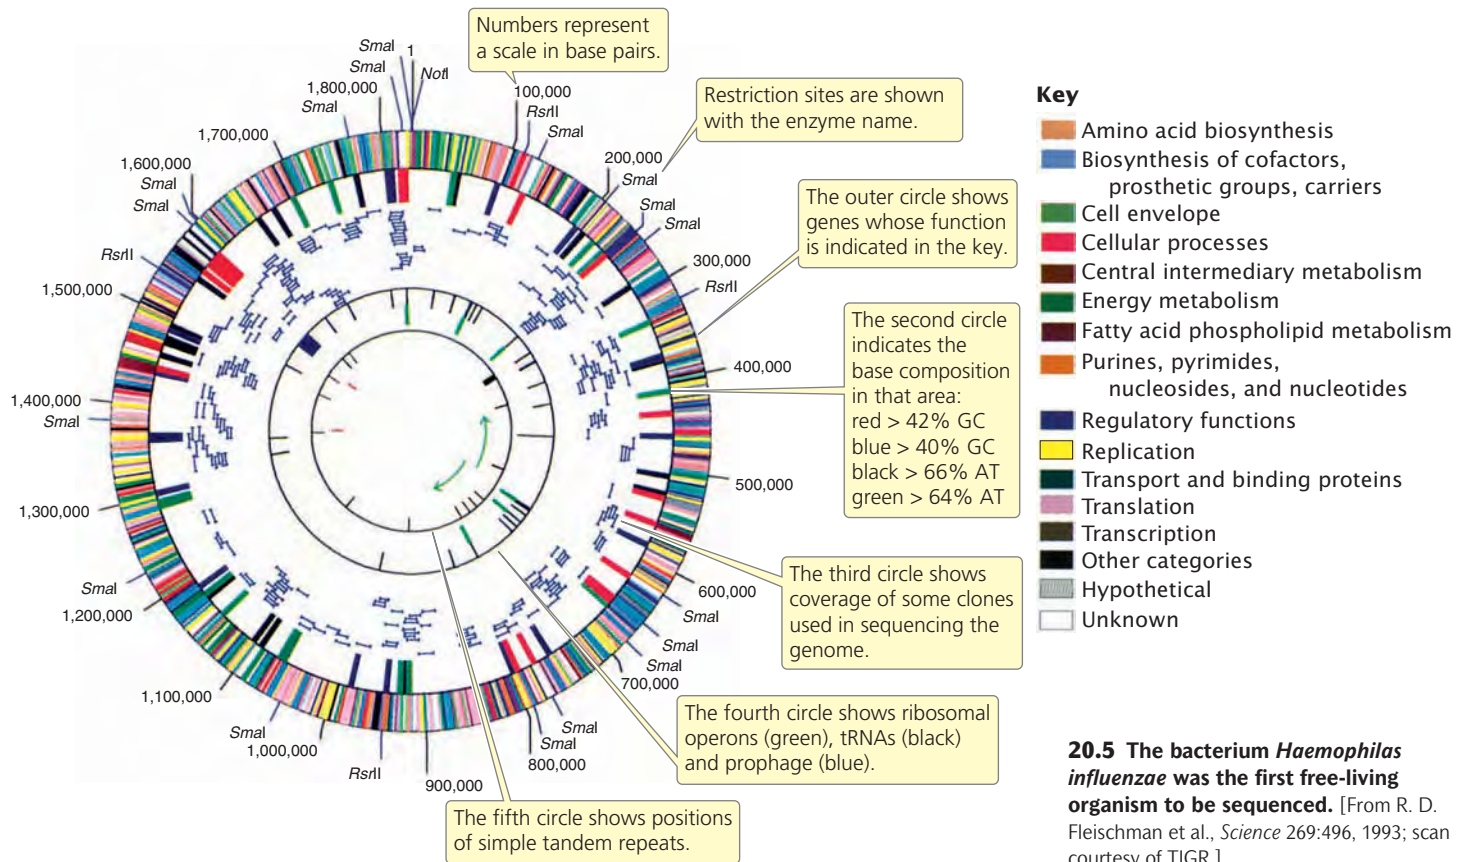 Numbers represent
a scale in base pairs.
SmaI
1
SmaI
NotI
1,800,000
SmaI
100,000
RsrII
SmaI
Restriction sites are shown
with the enzyme name.
1,700,000
200,000
SmaI
1,600,000
SmaI
SmaI
SmaI
SmaI
The outer circle shows
genes whose function
is indicated in the key.
RsrII
300,000
RsrII
1,500,000
The second circle
indicates the
base composition
in that area:
red > 42% GC
blue > 40% GC
black > 66% AT
green > 64% AT
400,000
1,400,000
SmaI
500,000
1,300,000
The third circle shows
coverage of some clones
used in sequencing the
genome.
600,000
SmaI
SmaI
SmaI
700,000
SmaI
1,200,000
The fourth circle shows ribosomal
operons (green), tRNAs (black)
and prophage (blue).
1,100,000
SmaI
1,000,000
RsrII
900,000
SmaI
SmaI
800,000
The fifth circle shows positions
of simple tandem repeats.
Key
Amino acid biosynthesis
Biosynthesis of cofactors,
prosthetic groups, carriers
Cell envelope
Cellular processes
Central intermediary metabolism
Energy metabolism
Fatty acid phospholipid metabolism
Purines, pyrimides,
nucleosides, and nucleotides
Regulatory functions
Replication
Transport and binding proteins
Translation
Transcription
Other categories
Hypothetical
Unknown
20.5 The bacterium Haemophilas
influenzae was the first free-living
organism to be sequenced. [From R. D.
Fleischman et al., Science 269:496, 1993; scan
courtesy of TIGR.]